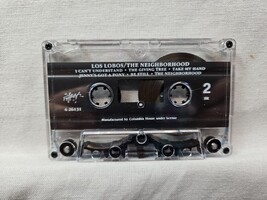 LOS LOBOS/THE NEIGHBORHOOD
I CAN'T UNDERSTAND • THE GIVING TREE • TAKE MY HAND
JENNY'S GOT A PONY • BE STILL • THE NEIGHBORHOOD
2
Manufactured by Columbia House under license